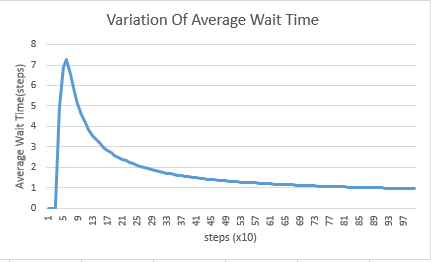 Variation Of Average Wait Time
Average Wait Time(steps)
8
7
6
5
4
3
2
1
0
1 5 9 13 17 21 25 29 33 37 41 45 49 53 57 61 65 69 73 77 81 85 89 93 97
steps (x10)